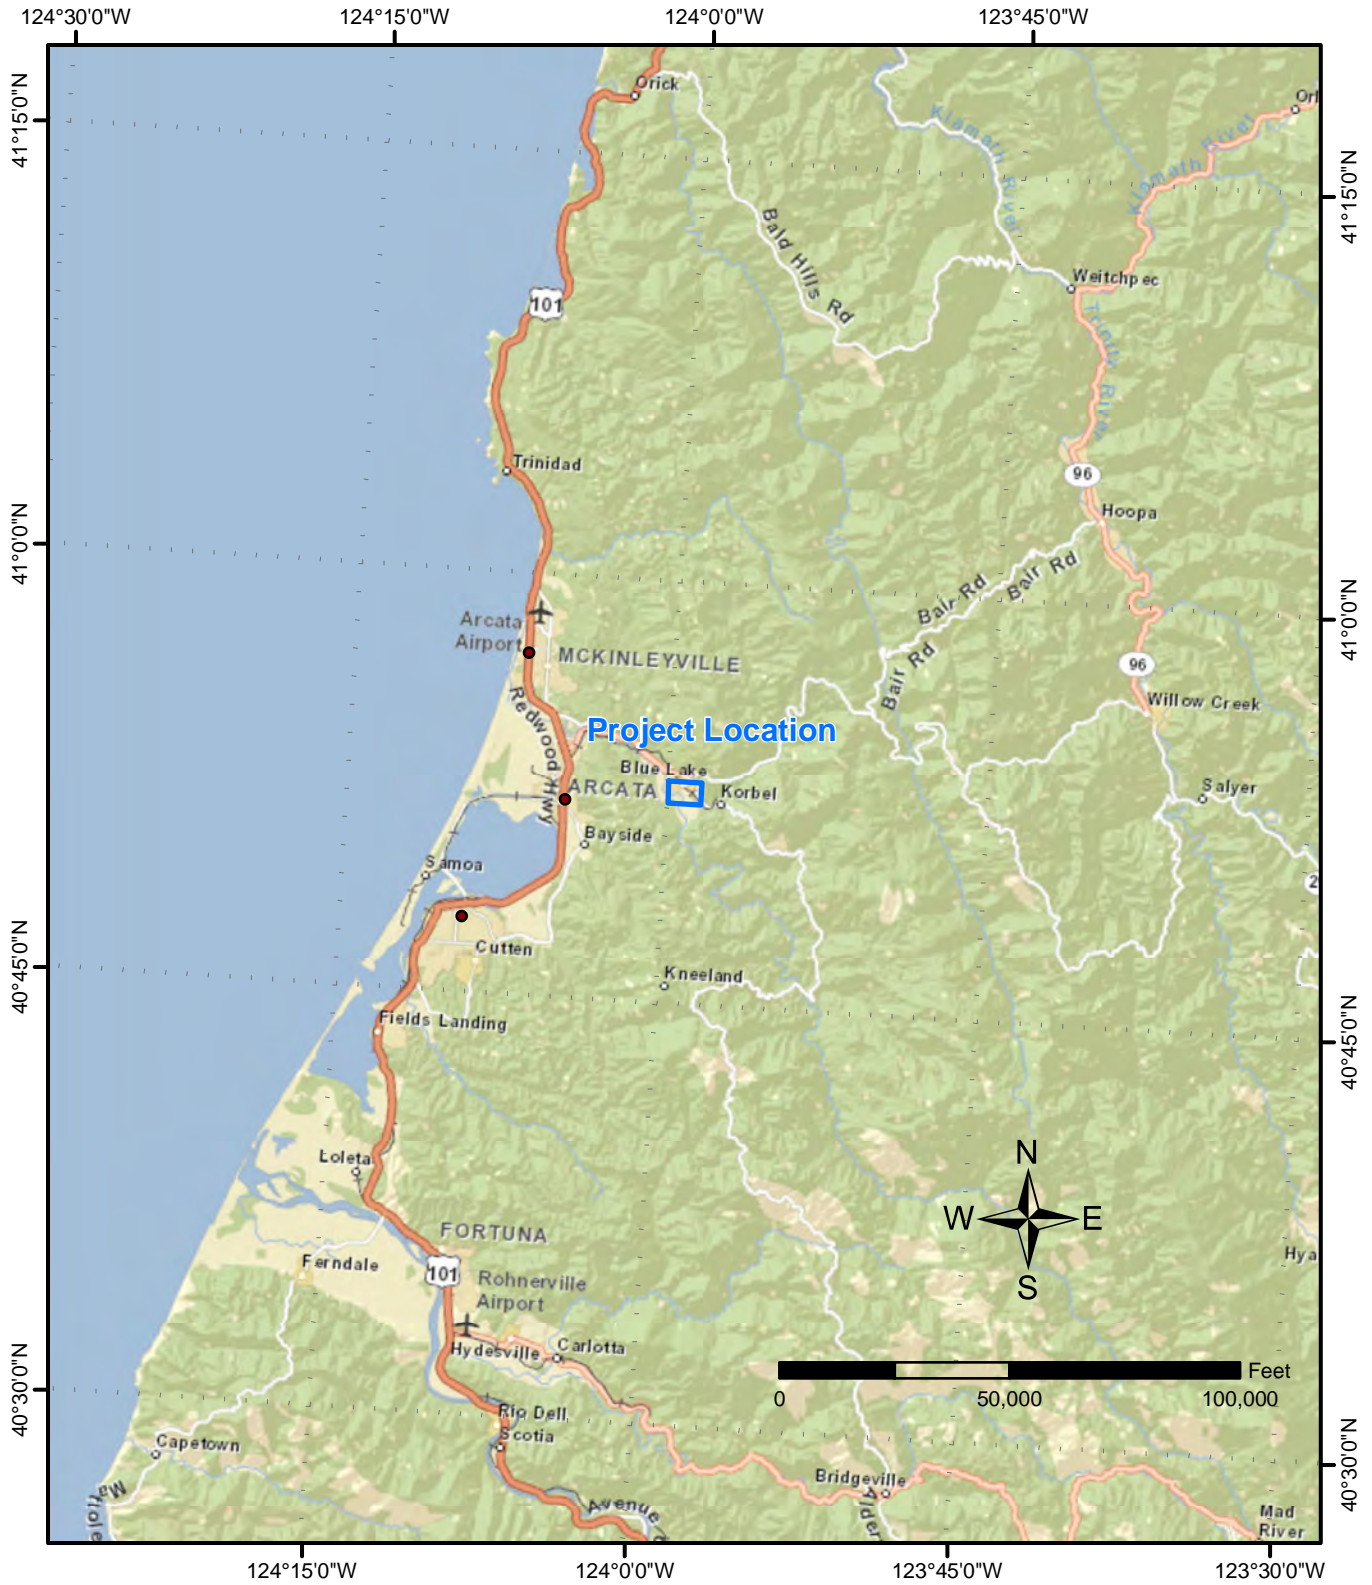 124°30'0"W
124°15'0"W
124°0'0"W
123°45'0"W
41°15'0"N
41°0'0"N
40°45'0"N
40°30'0"N
Orick
Orl
Klamath River
Klamath River
41°15'0"N
Bald Hills Rd
Weitchpec
101
Trinity River
Trinidad
96
Hoopa
Bair Rd
Bair Rd
Bair Rd
Arcata
Airport
MCKINLEYVILLE
41°0'0"N
96
Willow Creek
Redwood Hwy
Project Location
Blue Lake
ARCATA
Korbel
Salyer
Bayside
Samoa
2
Cutten
Kneeland
Fields Landing
40°45'0"N
Loleta
N
W
E
S
FORTUNA
Ferndale
101
Rohnerville
Airport
Hya
Hydesville
Carlotta
Feet
0
50,000
100,000
Rio Dell
Scotia
Capetown
Bridgeville
40°30'0"N
Mattole
Avenue
Alder
Mad
River
124°15'0"W
124°0'0"W
123°45'0"W
123°30'0"W